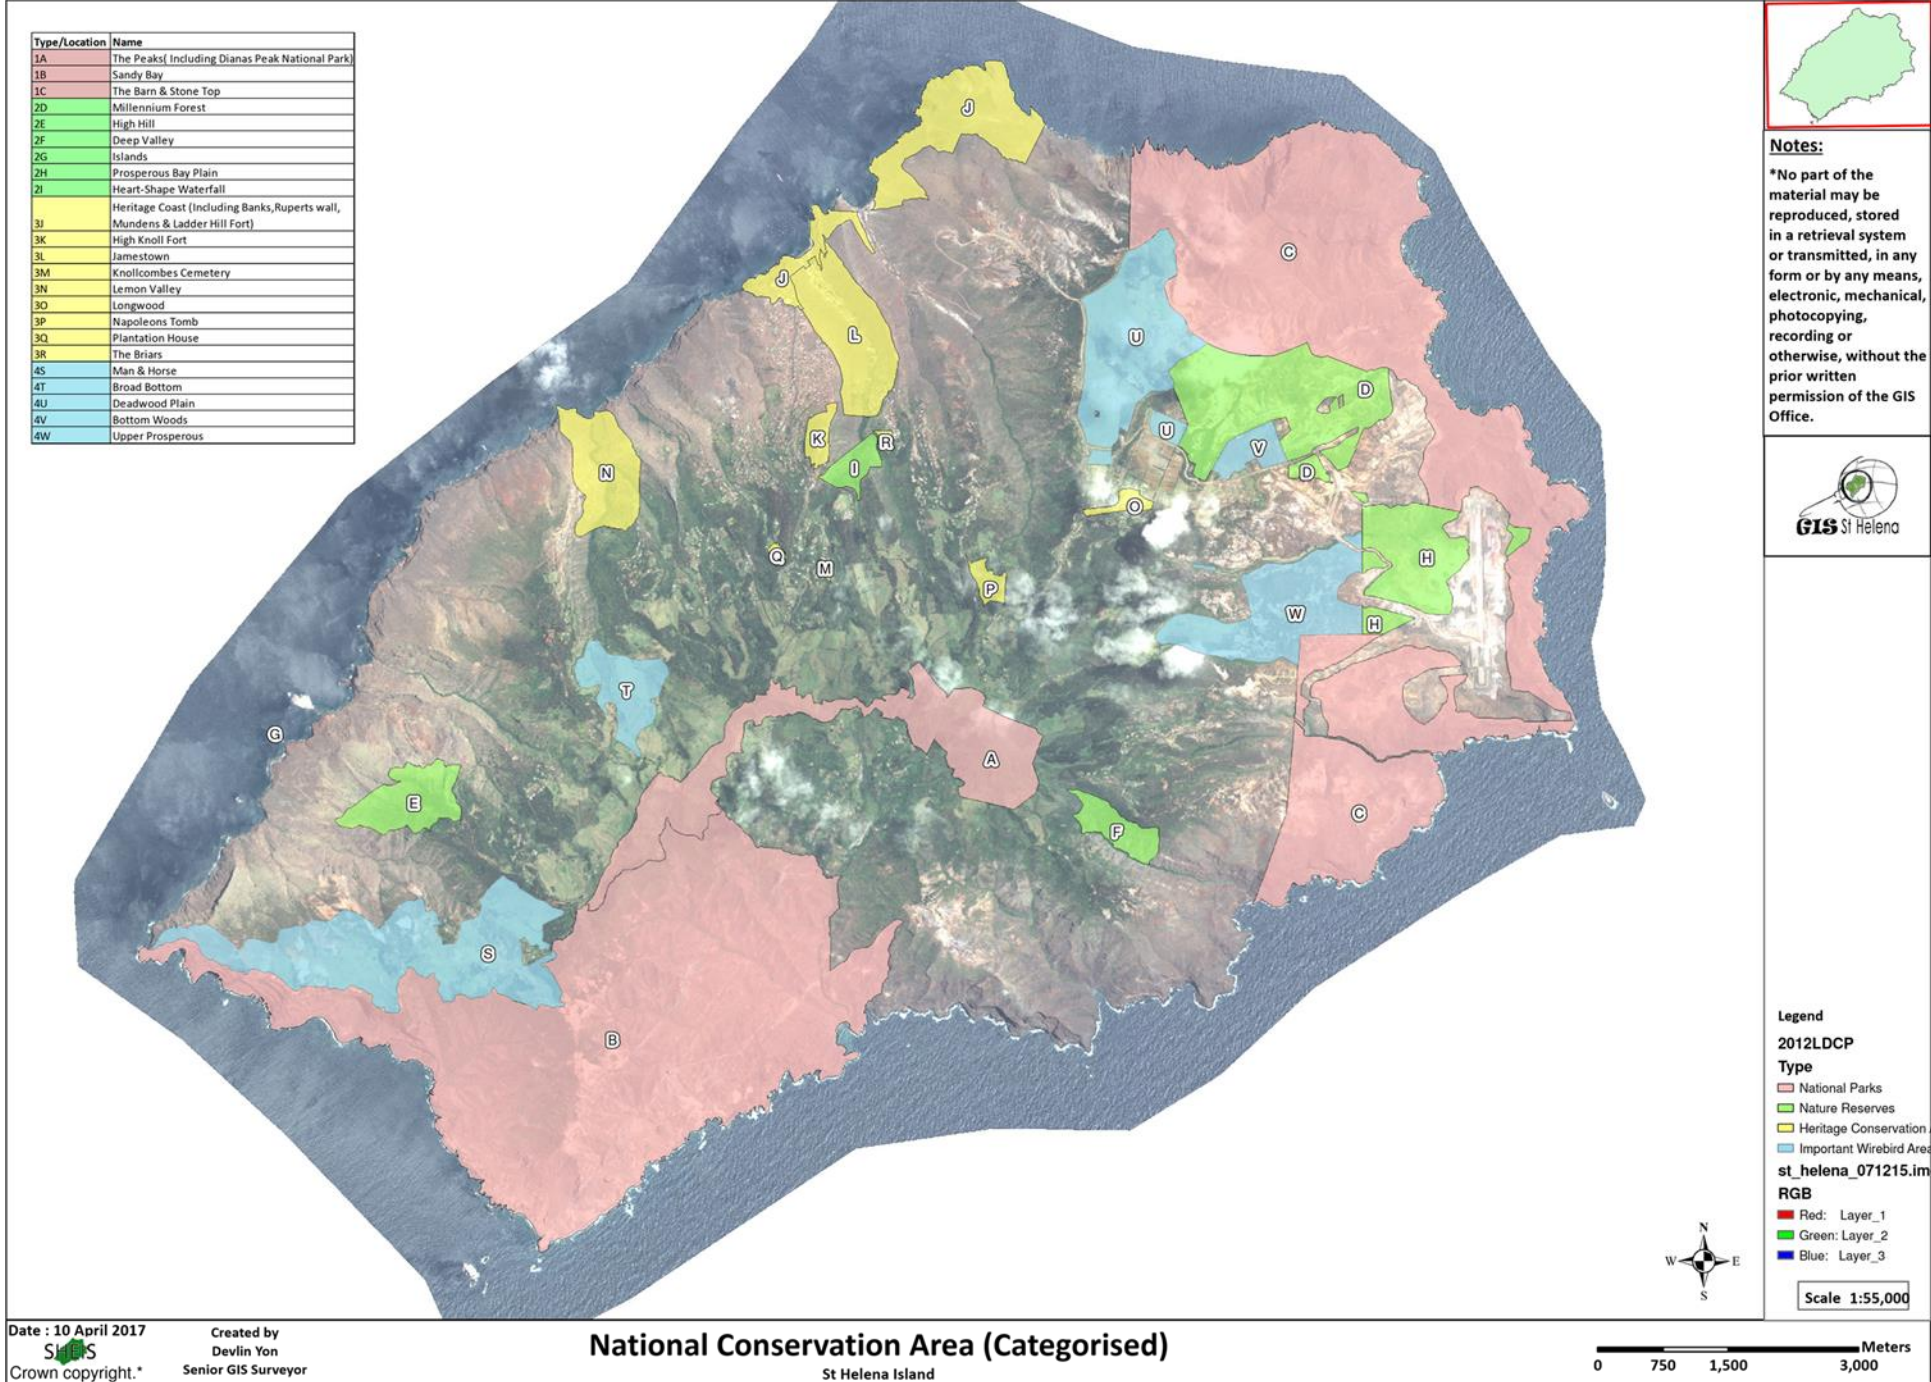 Type/Location Name
1A The Peaks( Including Dianas Peak National Park)
1B Sandy Bay
1C The Barn & Stone Top
2D Millennium Forest
2E High Hill
2F Deep Valley
2G Islands
2H Prosperous Bay Plain
2I Heart-Shape Waterfall
Heritage Coast (Including Banks,Ruperts wall,
3J Mundens & Ladder Hill Fort)
3K High Knoll Fort
3L Jamestown
3M Knollcombes Cemetery
3N Lemon Valley
3O Longwood
3P Napoleons Tomb
3Q Plantation House
3R The Briars
4S Man & Horse
4T Broad Bottom
4U Deadwood Plain
4V Bottom Woods
4W Upper Prosperous
J
C
J
L
U
D
U
K
R
V
I
N
D
O
Q
M
H
P
W
H
T
G
A
E
C
F
S
B
Notes:
*No part of the
material may be
reproduced, stored
in a retrieval system
or transmitted, in any
form or by any means,
electronic, mechanical,
photocopying,
recording or
otherwise, without the
prior written
permission of the GIS
Office.
GIS St Helena
Legend
2012LDCP
Type
National Parks
Nature Reserves
Heritage Conservation
Important Wirebird Area
st_helena_071215.im
RGB
Red: Layer_1
Green: Layer_2
Blue: Layer_3
N
W E
S
Scale 1:55,000
Date : 10 April 2017
SHEIS
Crown copyright.*
Created by
Devlin Yon
Senior GIS Surveyor
National Conservation Area (Categorised)
St Helena Island
Meters
0 750 1,500 3,000